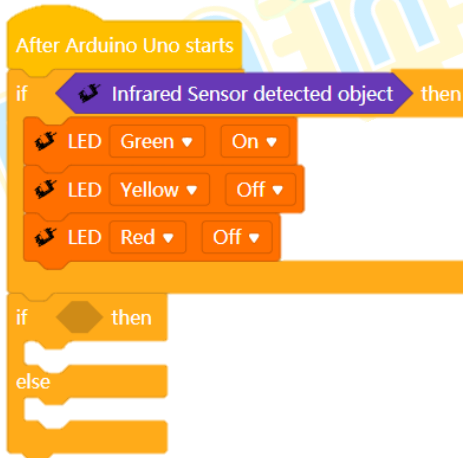 After Arduino Uno starts
if Infrared Sensor detected object then
LED Green On
LED Yellow Off
LED Red Off
if then
else